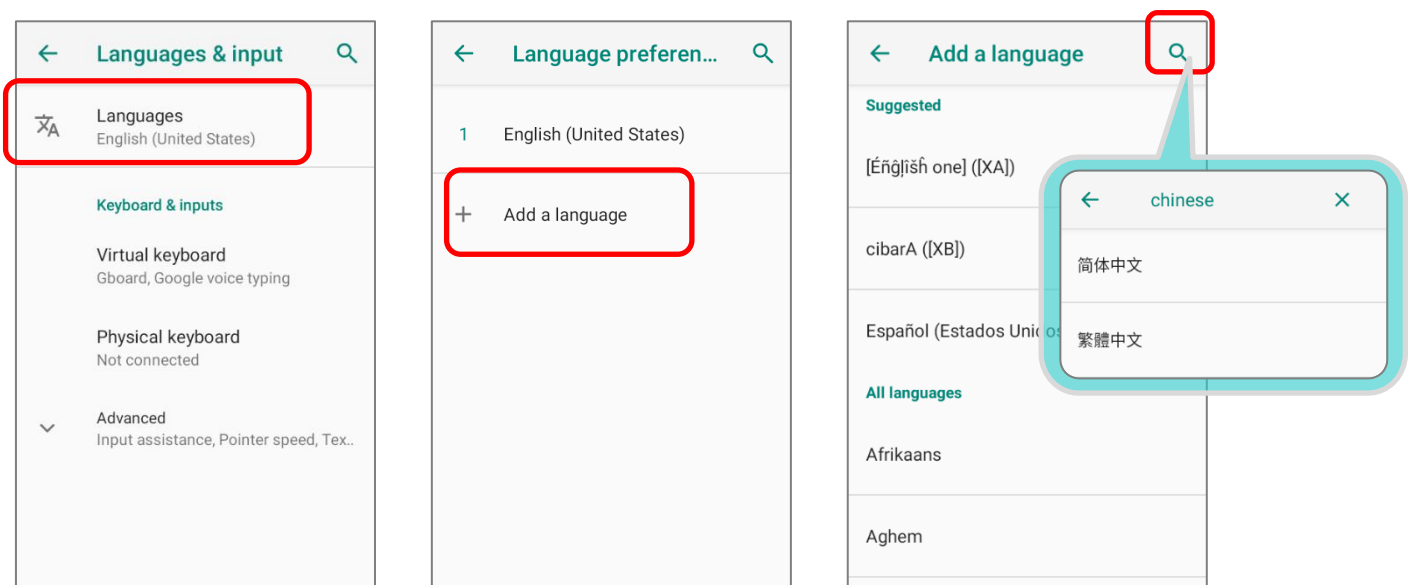 Languages & input
Languages
English (United States)
Keyboard & inputs
Virtual keyboard
Gboard, Google voice typing
Physical keyboard
Not connected
Advanced
Input assistance, Pointer speed, Tex..
Language preferen...
1 English (United States)
+ Add a language
Add a language
Suggested
[Éñĝļîšĥ one] ([XA])
cibarA ([XB])
Español (Estados Unidos
All languages
Afrikaans
Aghem
chinese
简体中文
繁體中文